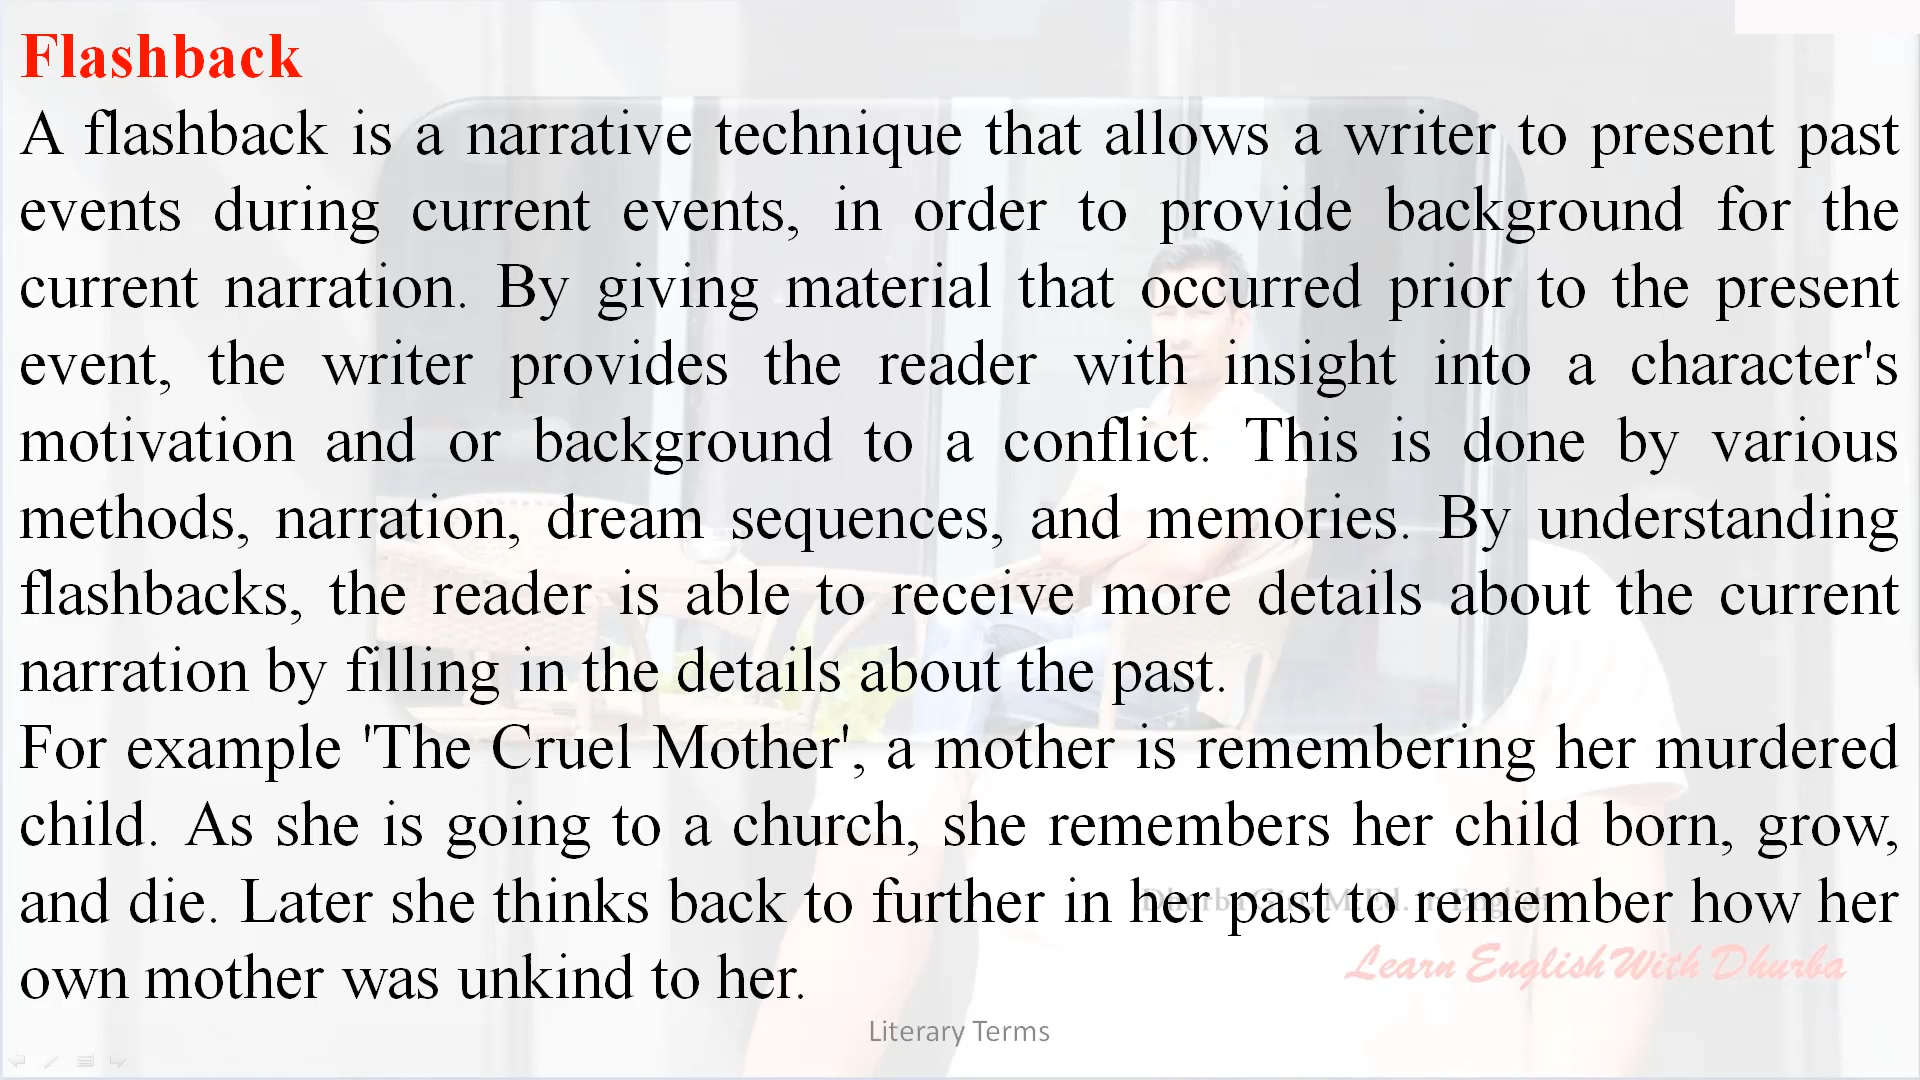 Flashback
A flashback is a narrative technique that allows a writer to present past
events during current events, in order to provide background for the
current narration. By giving material that occurred prior to the present
event, the writer provides the reader with insight into a character's
motivation and or background to a conflict. This is done by various
methods, narration, dream sequences, and memories. By understanding
flashbacks, the reader is able to receive more details about the current
narration by filling in the details about the past.
For example 'The Cruel Mother', a mother is remembering her murdered
child. As she is going to a church, she remembers her child born, grow,
and die. Later she thinks back to further in her past to remember how her
own mother was unkind to her.
Learn English With Dhurba
Literary Terms